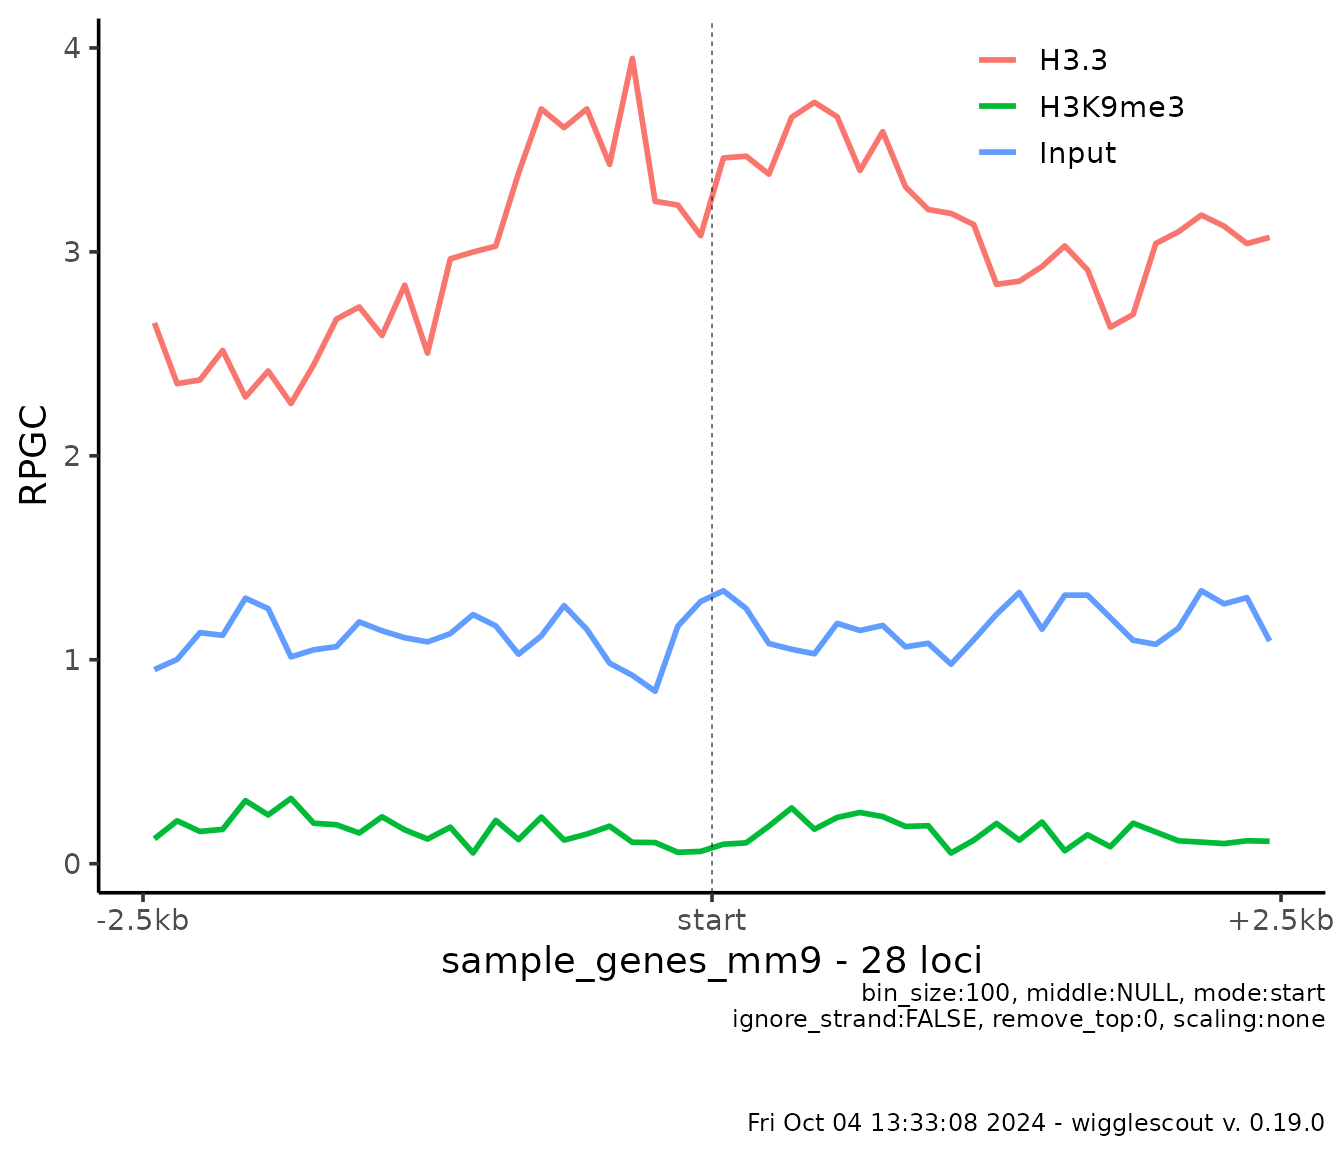 4
3
2
1
0
RPGC
H3.3
H3K9me3
Input
-2.5kb
start
+2.5kb
sample_genes_mm9 - 28 loci
bin_size:100, middle:NULL, mode:start
ignore_strand:FALSE, remove_top:0, scaling:none
Fri Oct 04 13:33:08 2024 - wigglescout v. 0.19.0